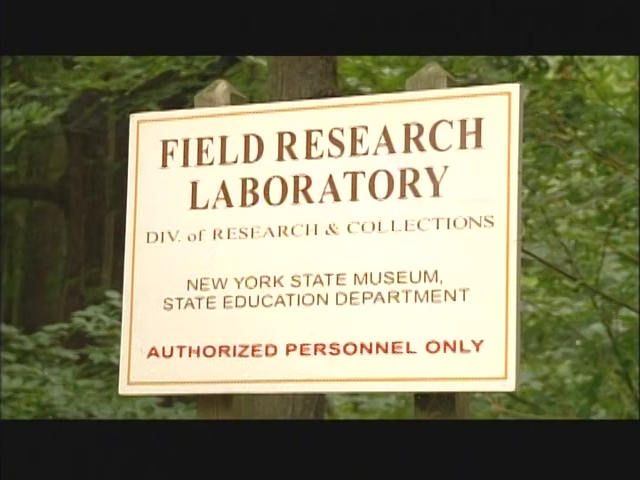 FIELD RESEARCH
LABORATORY
DIV. of RESEARCH & COLLECTIONS
NEW YORK STATE MUSEUM,
STATE EDUCATION DEPARTMENT
AUTHORIZED PERSONNEL ONLY